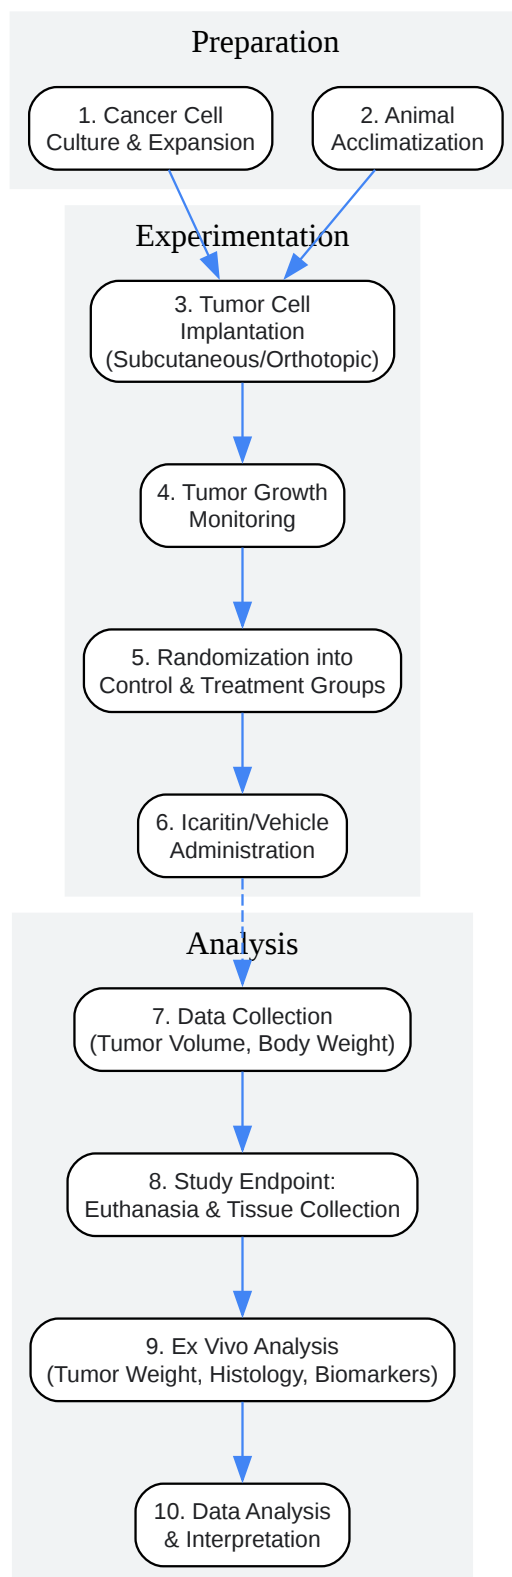 Preparation
1. Cancer Cell
Culture & Expansion
2. Animal
Acclimatization
Experimentation
3. Tumor Cell
Implantation
(Subcutaneous/Orthotopic)
4. Tumor Growth
Monitoring
5. Randomization into
Control & Treatment Groups
6. Icaritin/Vehicle
Administration
Analysis
7. Data Collection
(Tumor Volume, Body Weight)
8. Study Endpoint:
Euthanasia & Tissue Collection
9. Ex Vivo Analysis
(Tumor Weight, Histology, Biomarkers)
10. Data Analysis
& Interpretation